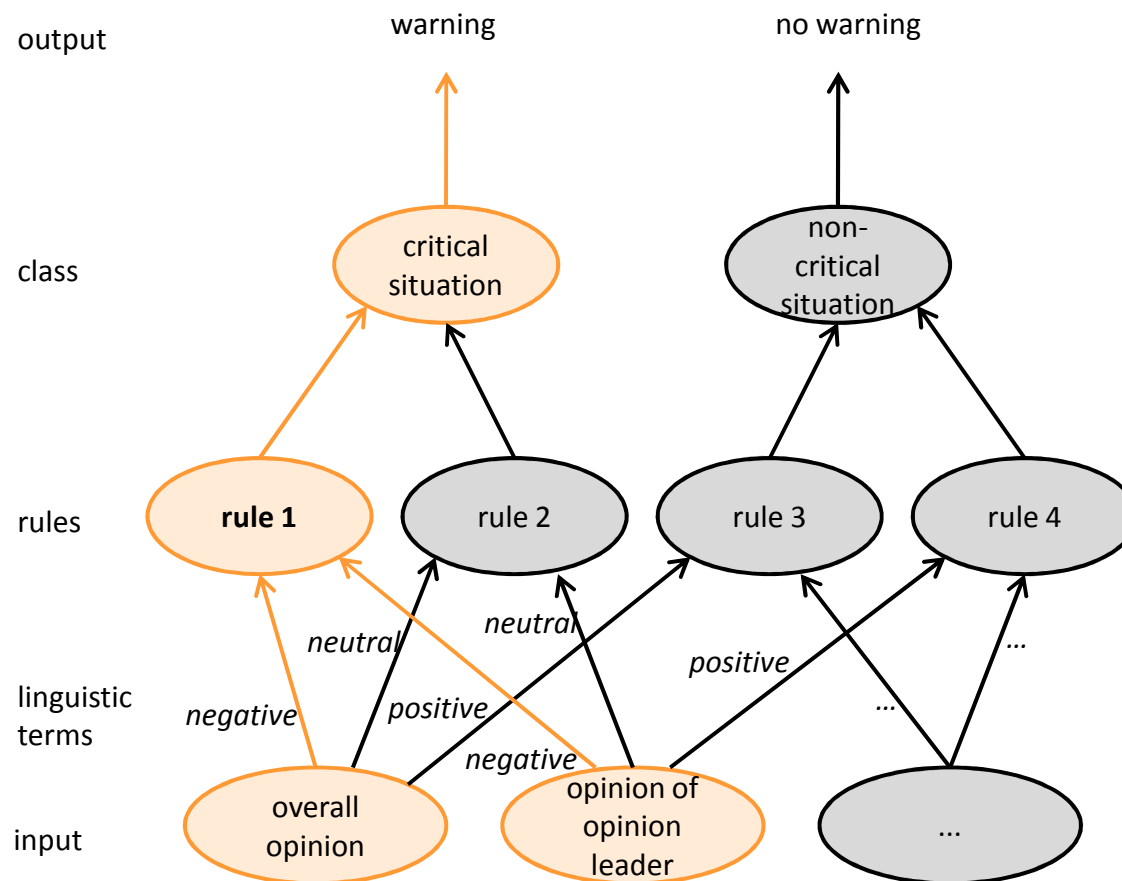 output
warning
no warning
class
critical
situation
non-
critical
situation
rules
rule 1
rule 2
rule 3
rule 4
neutral
neutral
positive
...
linguistic
terms
negative
positive
negative
...
input
overall
opinion
opinion of
opinion
leader
...